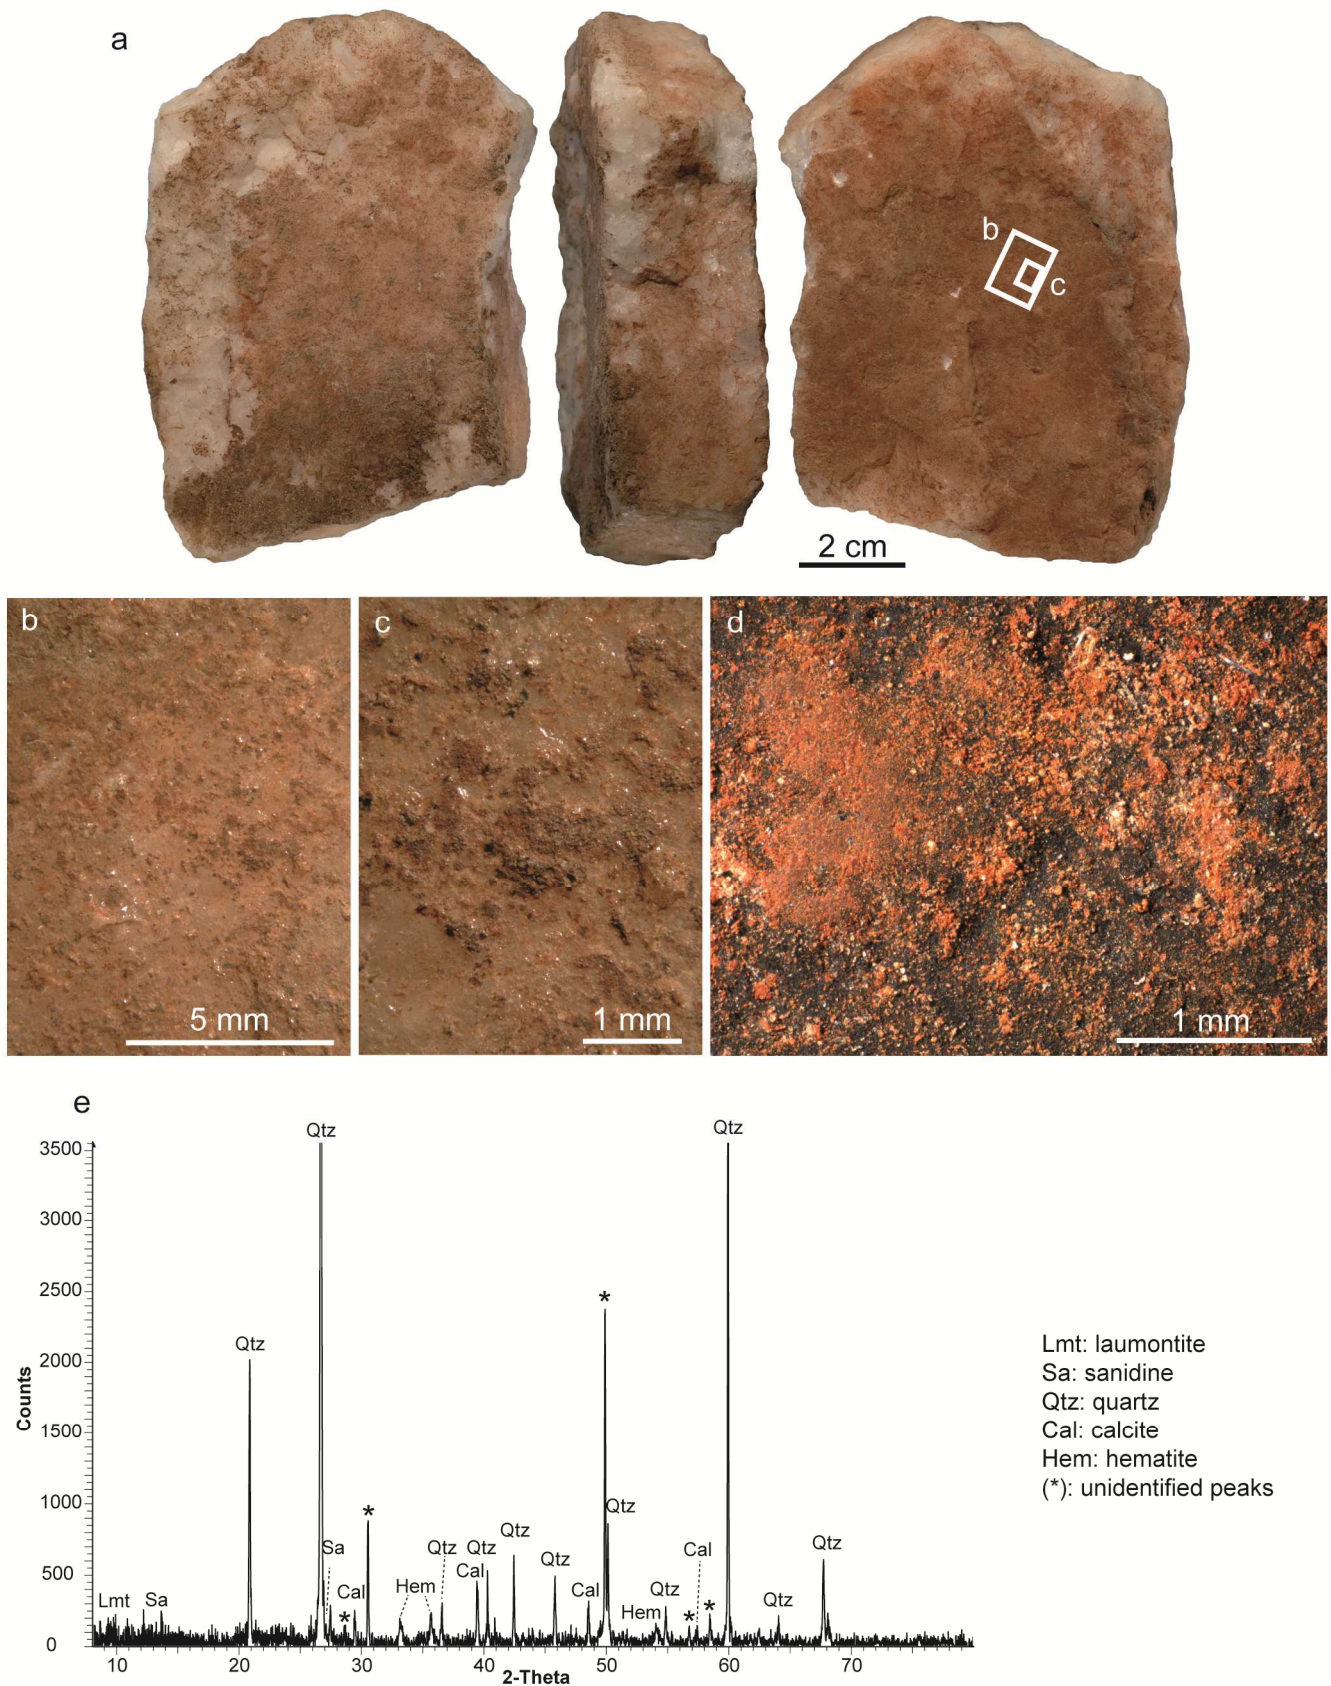 a
b
c
2 cm
b
c
d
5 mm
1 mm
1 mm
e
Qtz
Qtz
3500
3000
2500
*
Qtz
2000
Counts
1500
1000
*
Qtz
Qtz
Qtz
Qtz
Qtz
Sa
Qtz
Cal
Cal
500
Hem
Cal
Cal
Qtz
Qtz
Lmt
Sa
*
Hem
*
*
0
10
20
30
40
50
60
70
2-Theta
Lmt: laumontite
Sa: sanidine
Qtz: quartz
Cal: calcite
Hem: hematite
(*): unidentified peaks